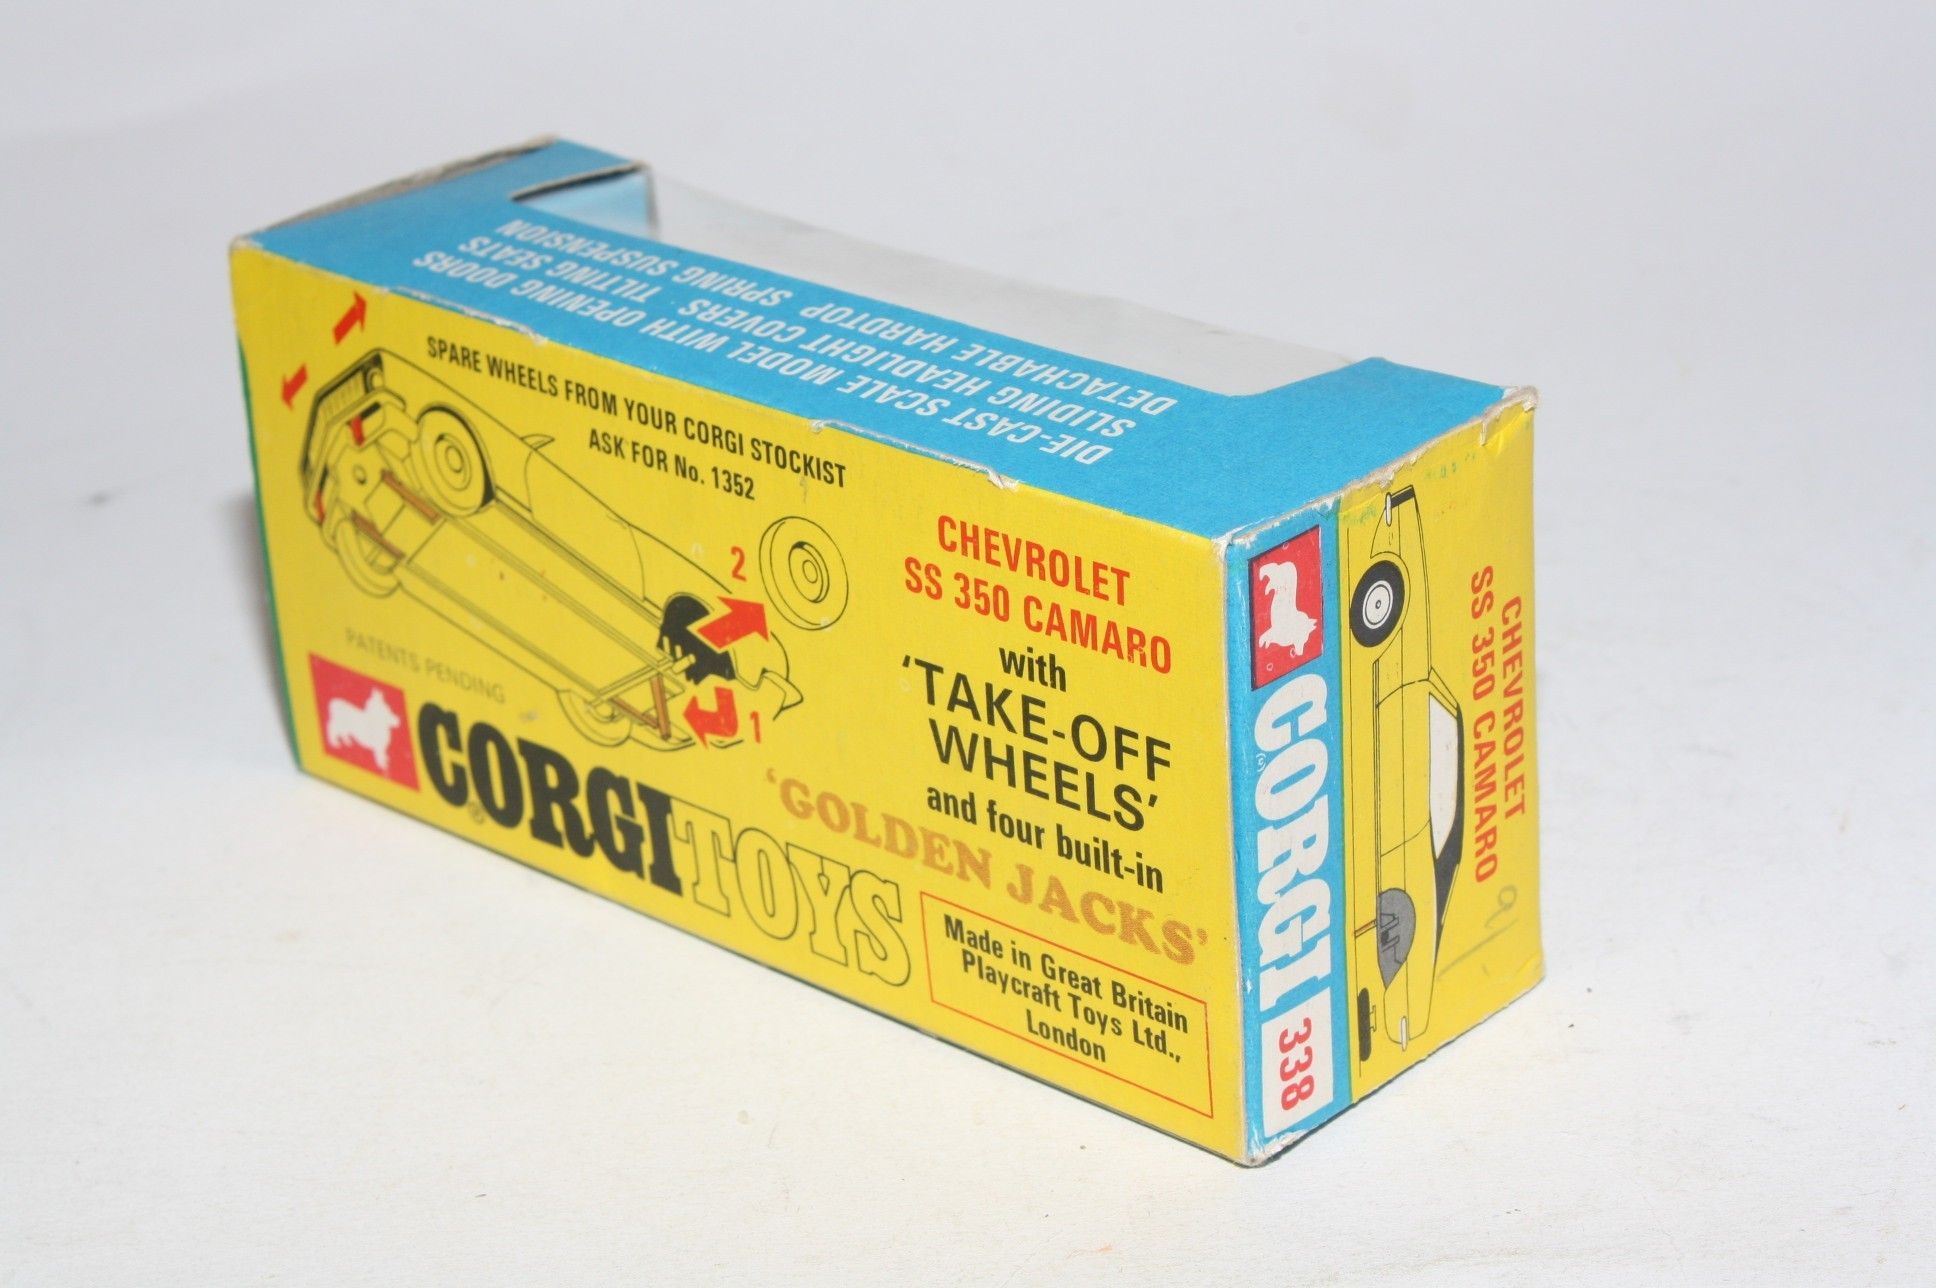 DIE-CAST SCALE MODEL WITH OPENING DOORS
SLIDING HEADLIGHT COVERS TILTING SEATS
DETACHABLE HARDTOP SPRING SUSPENSION
SPARE WHEELS FROM YOUR CORGI STOCKIST
ASK FOR No. 1352
2
1
PATENTS PENDING
CORGI TOYS
®
CHEVROLET
SS 350 CAMARO
with
'TAKE-OFF
WHEELS'
and four built-in
'GOLDEN JACKS'
Made in Great Britain
Playcraft Toys Ltd.,
London
CORGI 338
CHEVROLET
SS 350 CAMARO